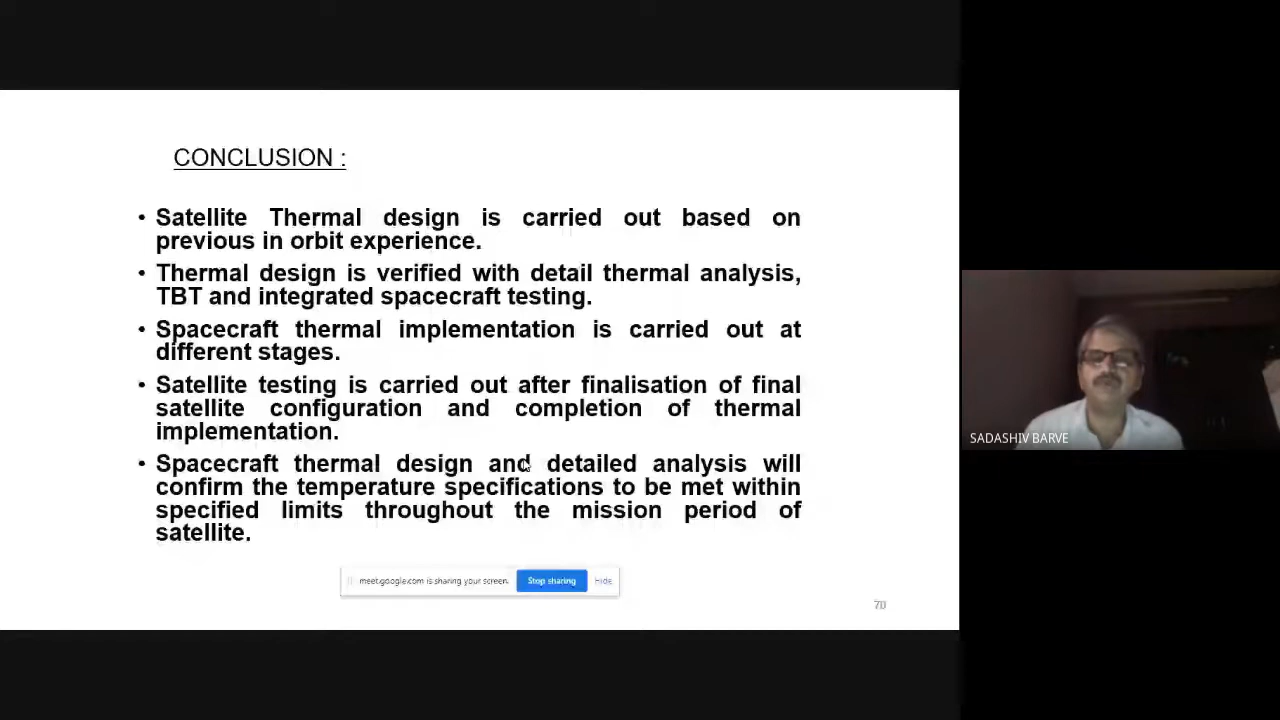 CONCLUSION :
• Satellite Thermal design is carried out based on
previous in orbit experience.
• Thermal design is verified with detail thermal analysis,
TBT and integrated spacecraft testing.
• Spacecraft thermal implementation is carried out at
different stages.
• Satellite testing is carried out after finalisation of final
satellite configuration and completion of thermal
implementation.
• Spacecraft thermal design and detailed analysis will
confirm the temperature specifications to be met within
specified limits throughout the mission period of
satellite.
meet.google.com is sharing your screen. Stop sharing Hide
70
SADASHIV BARVE